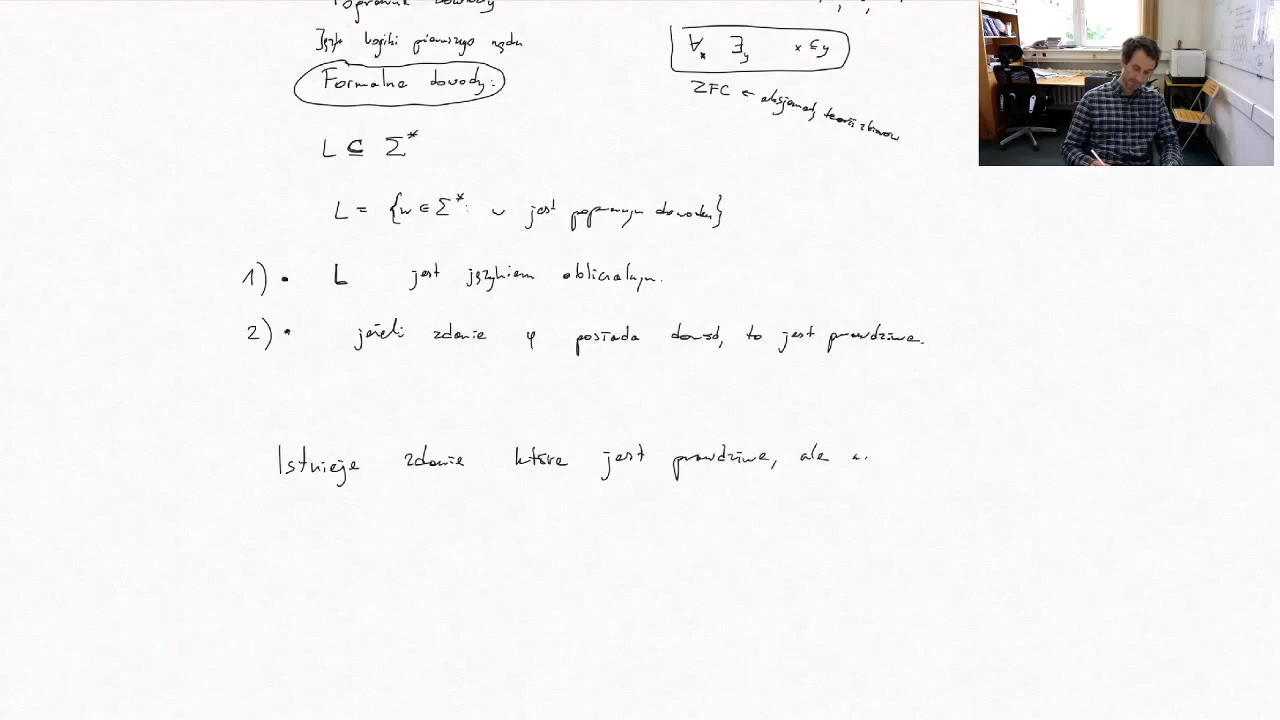 Język logiki pierwszego rzędu
Formalne dowody:
∀x ∃y x ⊆ y
ZFC ← aksjomaty teorii zbiorów
L ⊆ Σ*
L = {w ∈ Σ*: w jest poprawnym dowodem}
1) • L jest językiem obliczalnym.
2) • jeżeli zdanie φ posiada dowód, to jest prawdziwe.
Istnieje zdanie które jest prawdziwe, ale